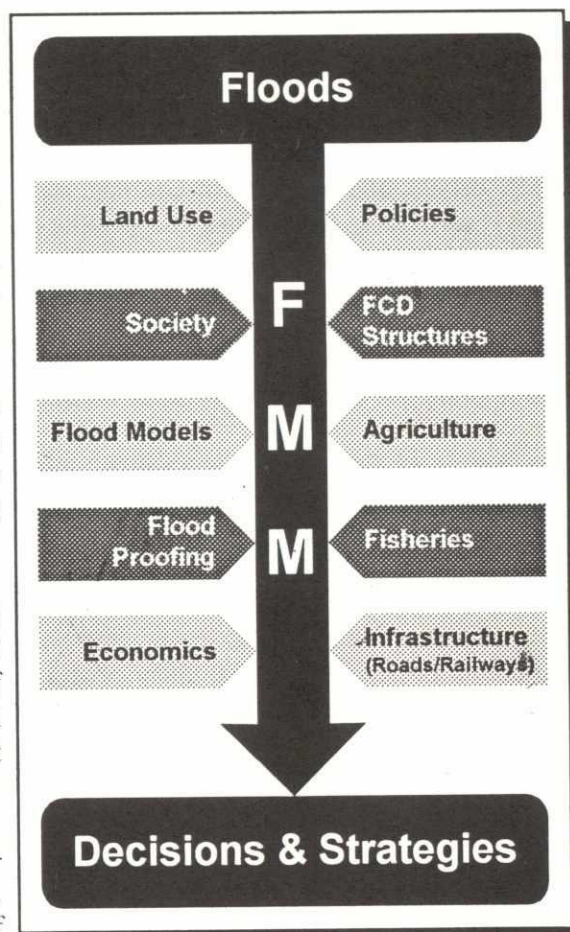 Floods
Land Use
Policies
F
Society
FCD
Structures
M
Flood Models
Agriculture
M
Flood
Proofing
Fisheries
Economics
Infrastructure
(Roads/Railways)
Decisions & Strategies